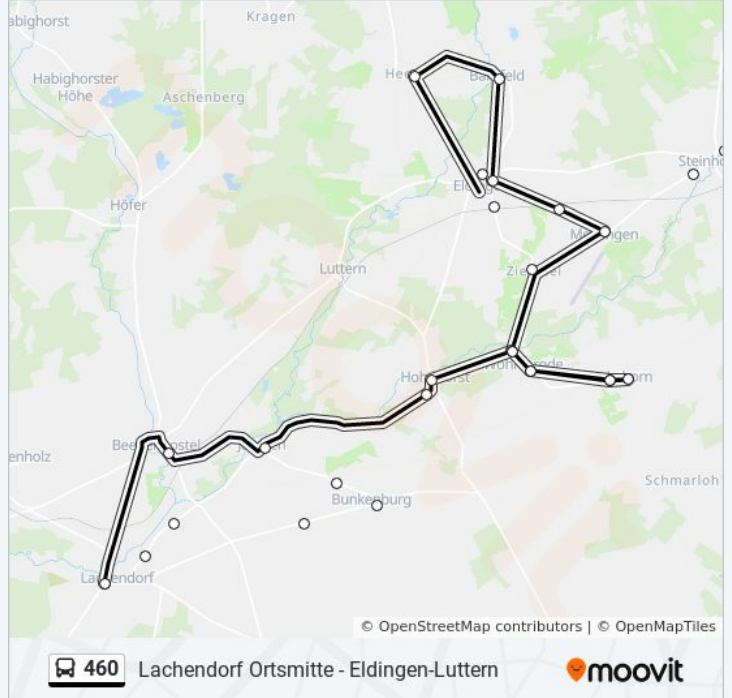 abighorst
Kragen
Habighorster
Höhe
Aschenberg
Steinho
Höfer
Luttern
Bunkenburg
enholz
Schmarloh
Lachendorf
© OpenStreetMap contributors | © OpenMapTiles
460
Lachendorf Ortsmitte - Eldingen-Luttern
moovit